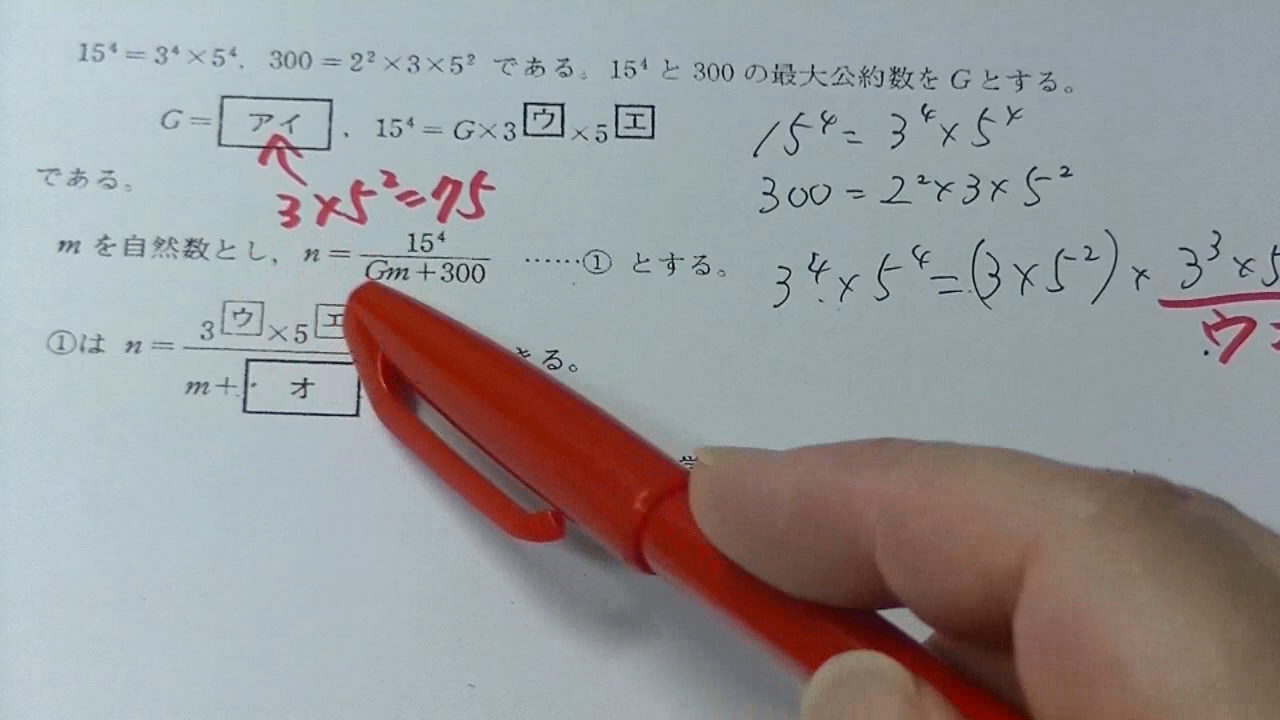 15⁴ = 3⁴ × 5⁴, 300 = 2² × 3 × 5² である。15⁴ と 300 の最大公約数を G とする。
G = アイ , 15⁴ = G × 3^ウ × 5^エ
である。
3 × 5² = 75
m を自然数とし, n = 15⁴ / (Gm + 300) ……① とする。
①は n = 3^ウ × 5^エ / (m + オ) きる。
15⁴ = 3⁴ × 5⁴
300 = 2² × 3 × 5²
3⁴ × 5⁴ = (3 × 5²) × 3³ × 5
ウ